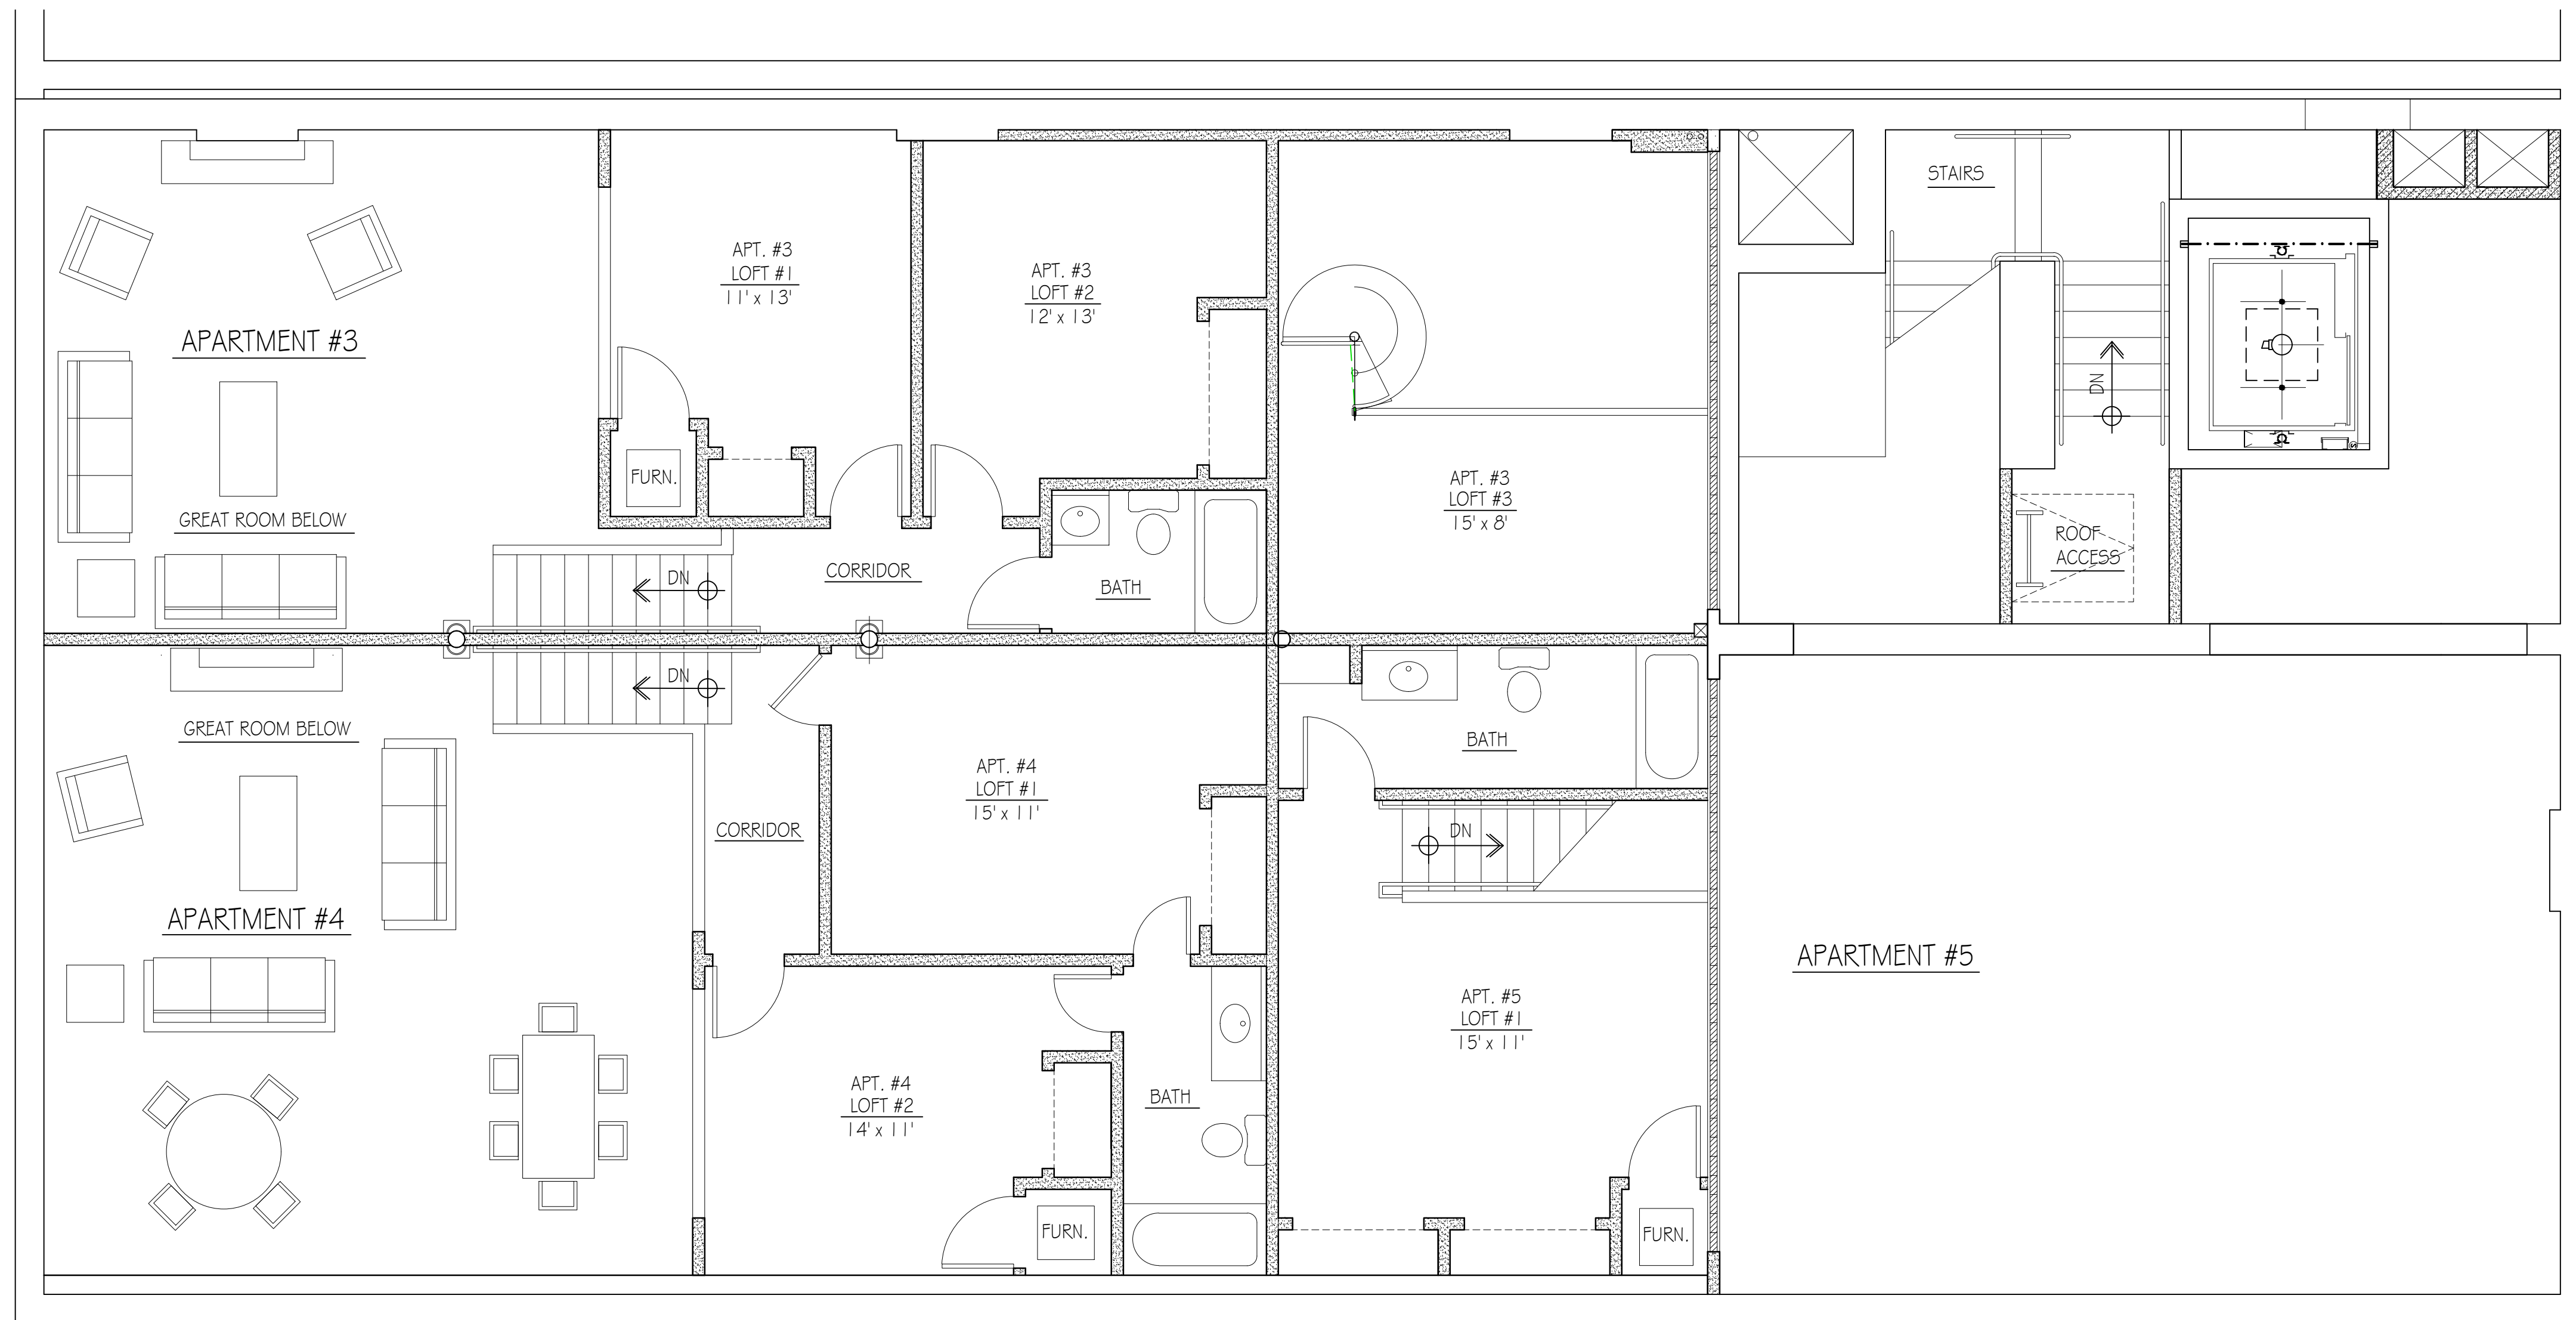 STAIRS
APT. #3
LOFT #1
11' x 13'
APT. #3
LOFT #2
12' x 13'
APARTMENT #3
DN
FURN.
APT. #3
LOFT #3
15' x 8'
GREAT ROOM BELOW
ROOF
ACCESS
CORRIDOR
DN
BATH
DN
GREAT ROOM BELOW
BATH
APT. #4
LOFT #1
15' x 11'
CORRIDOR
DN
APARTMENT #4
APARTMENT #5
APT. #5
LOFT #1
15' x 11'
APT. #4
LOFT #2
14' x 11'
BATH
FURN.
FURN.